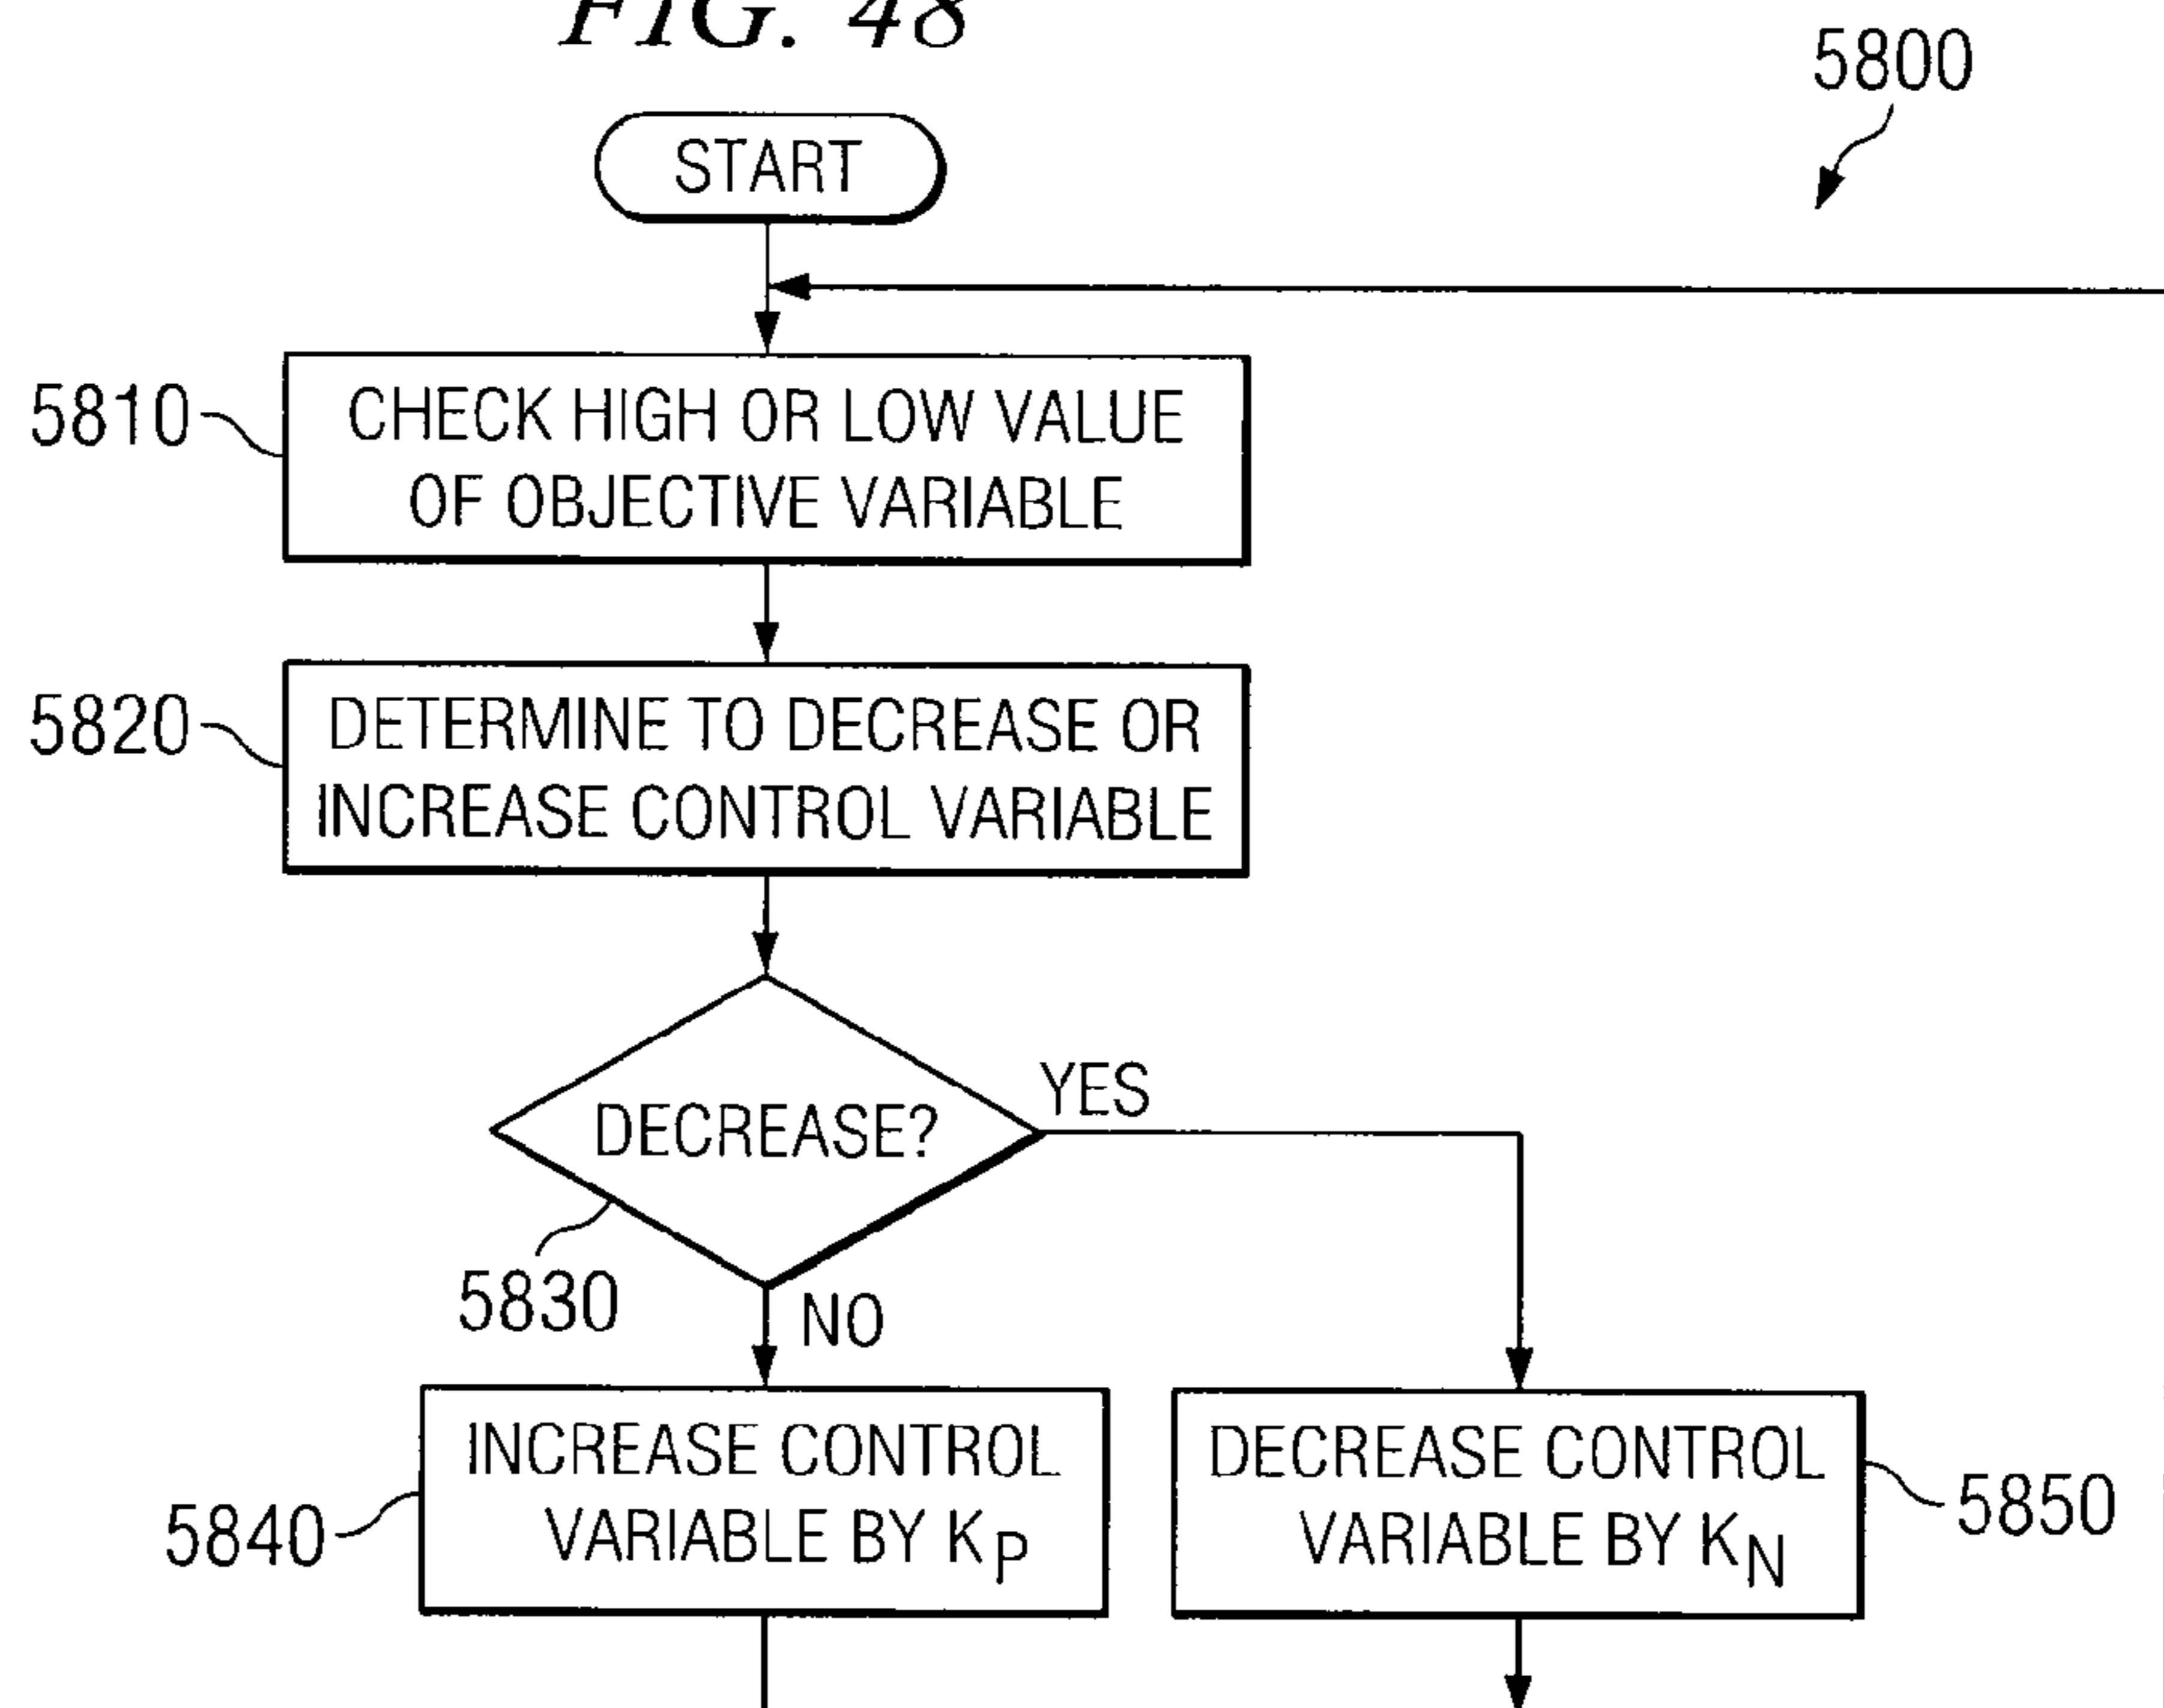 FIG. 48
5800
START
5810
CHECK HIGH OR LOW VALUE
OF OBJECTIVE VARIABLE
5820
DETERMINE TO DECREASE OR
INCREASE CONTROL VARIABLE
YES
DECREASE?
5830
NO
INCREASE CONTROL
VARIABLE BY KP
5840
DECREASE CONTROL
VARIABLE BY KN
5850